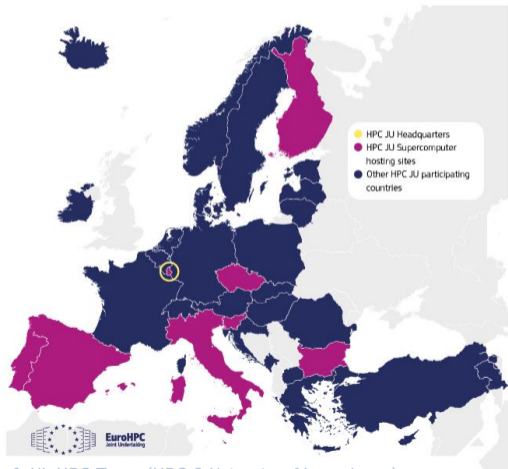 HPC JU Headquarters
HPC JU Supercomputer
hosting sites
Other HPC JU participating
countries
EuroHPC
Joint Undertaking